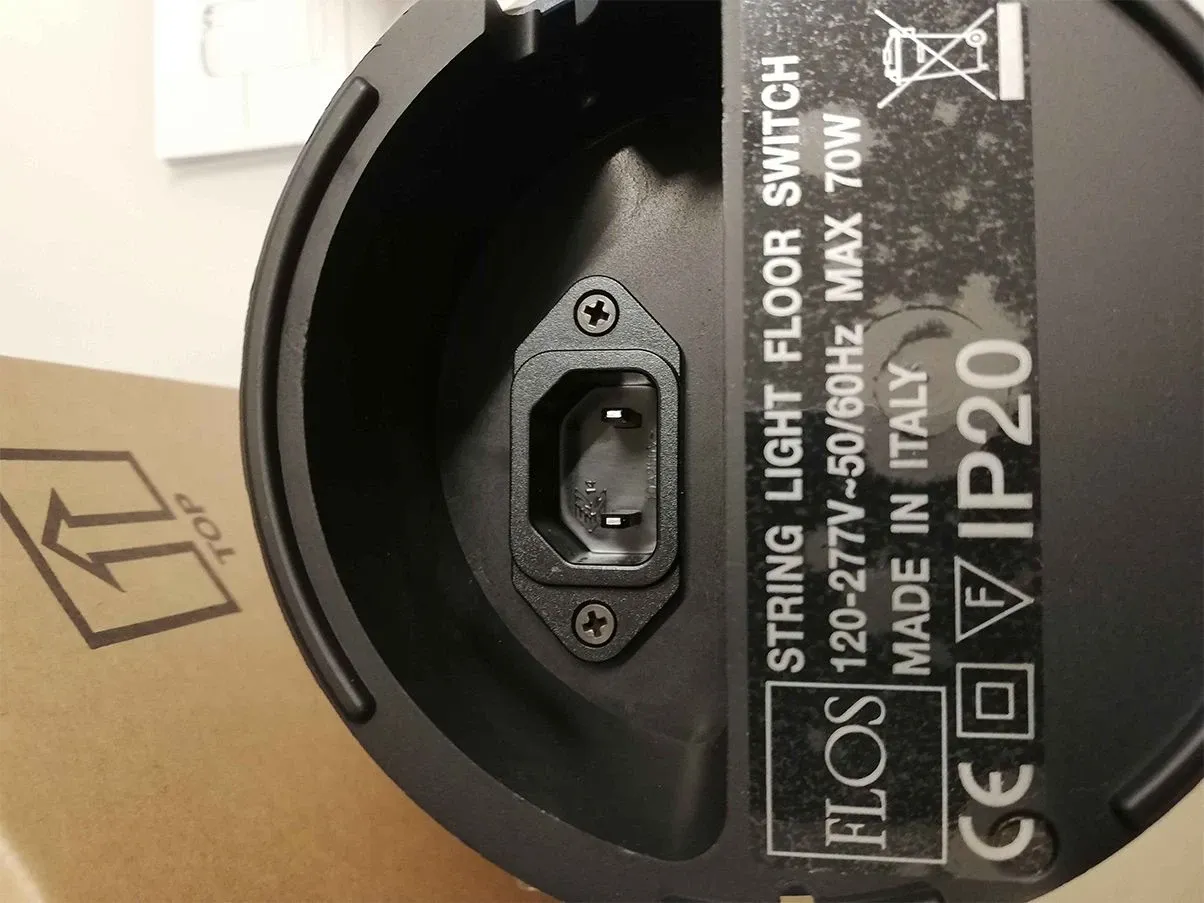 FLOS
STRING LIGHT FLOOR SWITCH
120-277V~50/60Hz MAX 70W
MADE IN ITALY
CE F IP20
TOP